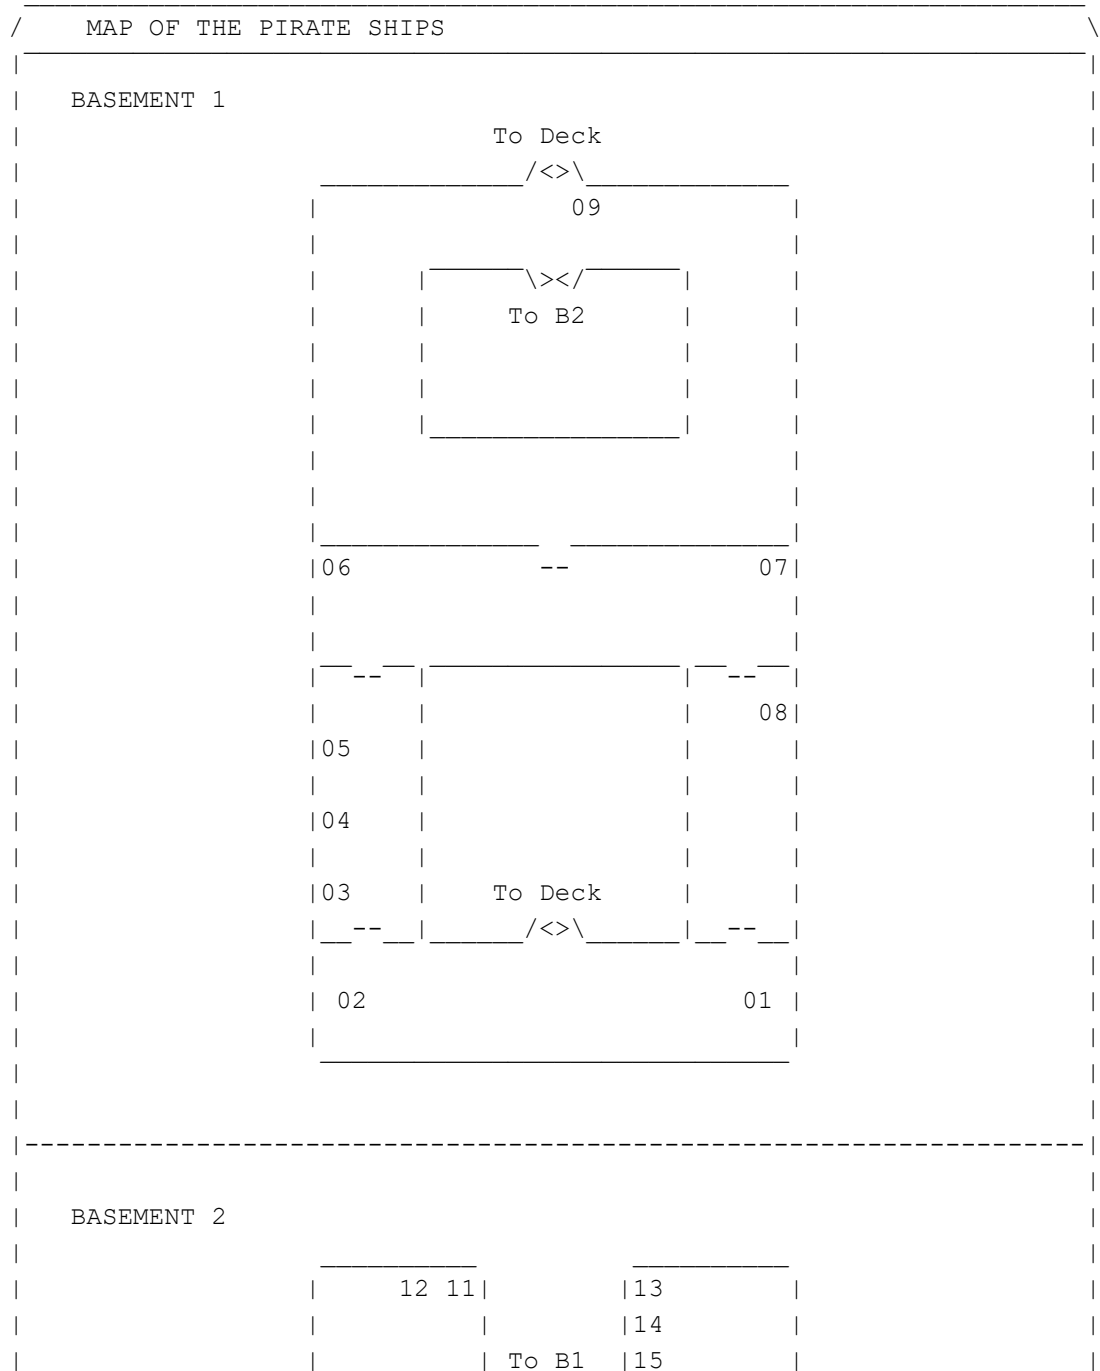 MAP OF THE PIRATE SHIPS
BASEMENT 1
To Deck
/<>\
09
\></
To B2
06 -- 07
-- --
08
05
04
03 To Deck
-- /<>\ --
02 01
BASEMENT 2
12 11 13
14
To B1 15